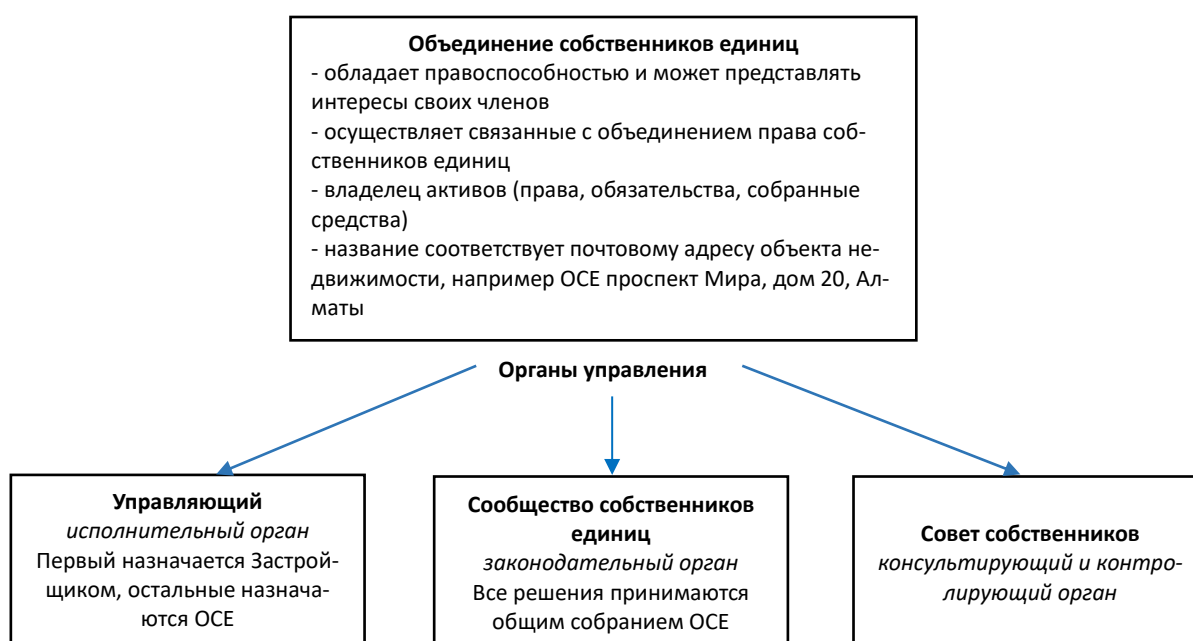 Объединение собственников единиц
- обладает правоспособностью и может представлять
интересы своих членов
- осуществляет связанные с объединением права соб-
ственников единиц
- владелец активов (права, обязательства, собранные
средства)
- название соответствует почтовому адресу объекта не-
движимости, например ОСЕ проспект Мира, дом 20, Ал-
маты
Органы управления
Управляющий
исполнительный орган
Первый назначается Застрой-
щиком, остальные назнача-
ются ОСЕ
Сообщество собственников
единиц
законодательный орган
Все решения принимаются
общим собранием ОСЕ
Совет собственников
консультирующий и контро-
лирующий орган